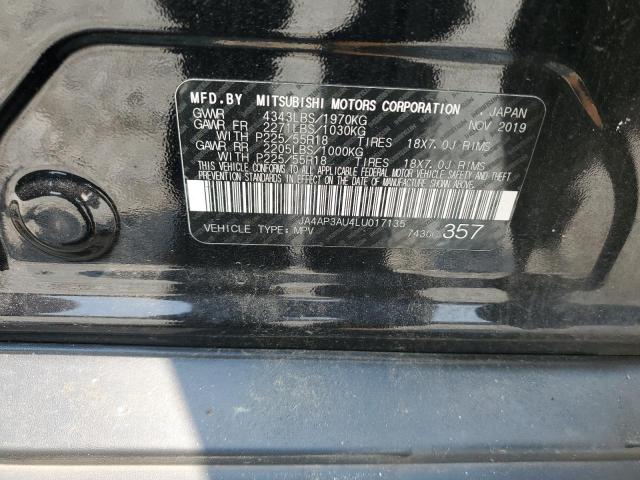 MFD.BY MITSUBISHI MOTORS CORPORATION , JAPAN
GVWR 4343LBS/1970KG NOV 2019
GAWR FR 2271LBS/1030KG
WITH P225/55R18 TIRES 18X7.0J RIMS
GAWR RR 2205LBS/1000KG
WITH P225/55R18 TIRES 18X7.0J RIMS
THIS VEHICLE CONFORMS TO ALL APPLICABLE FEDERAL MOTOR VEHICLE SAFETY AND THEFT
PREVENTION STANDARDS IN EFFECT ON THE DATE OF MANUFACTURE SHOWN ABOVE.
JA4AP3AU4LU017135
VEHICLE TYPE: MPV 357